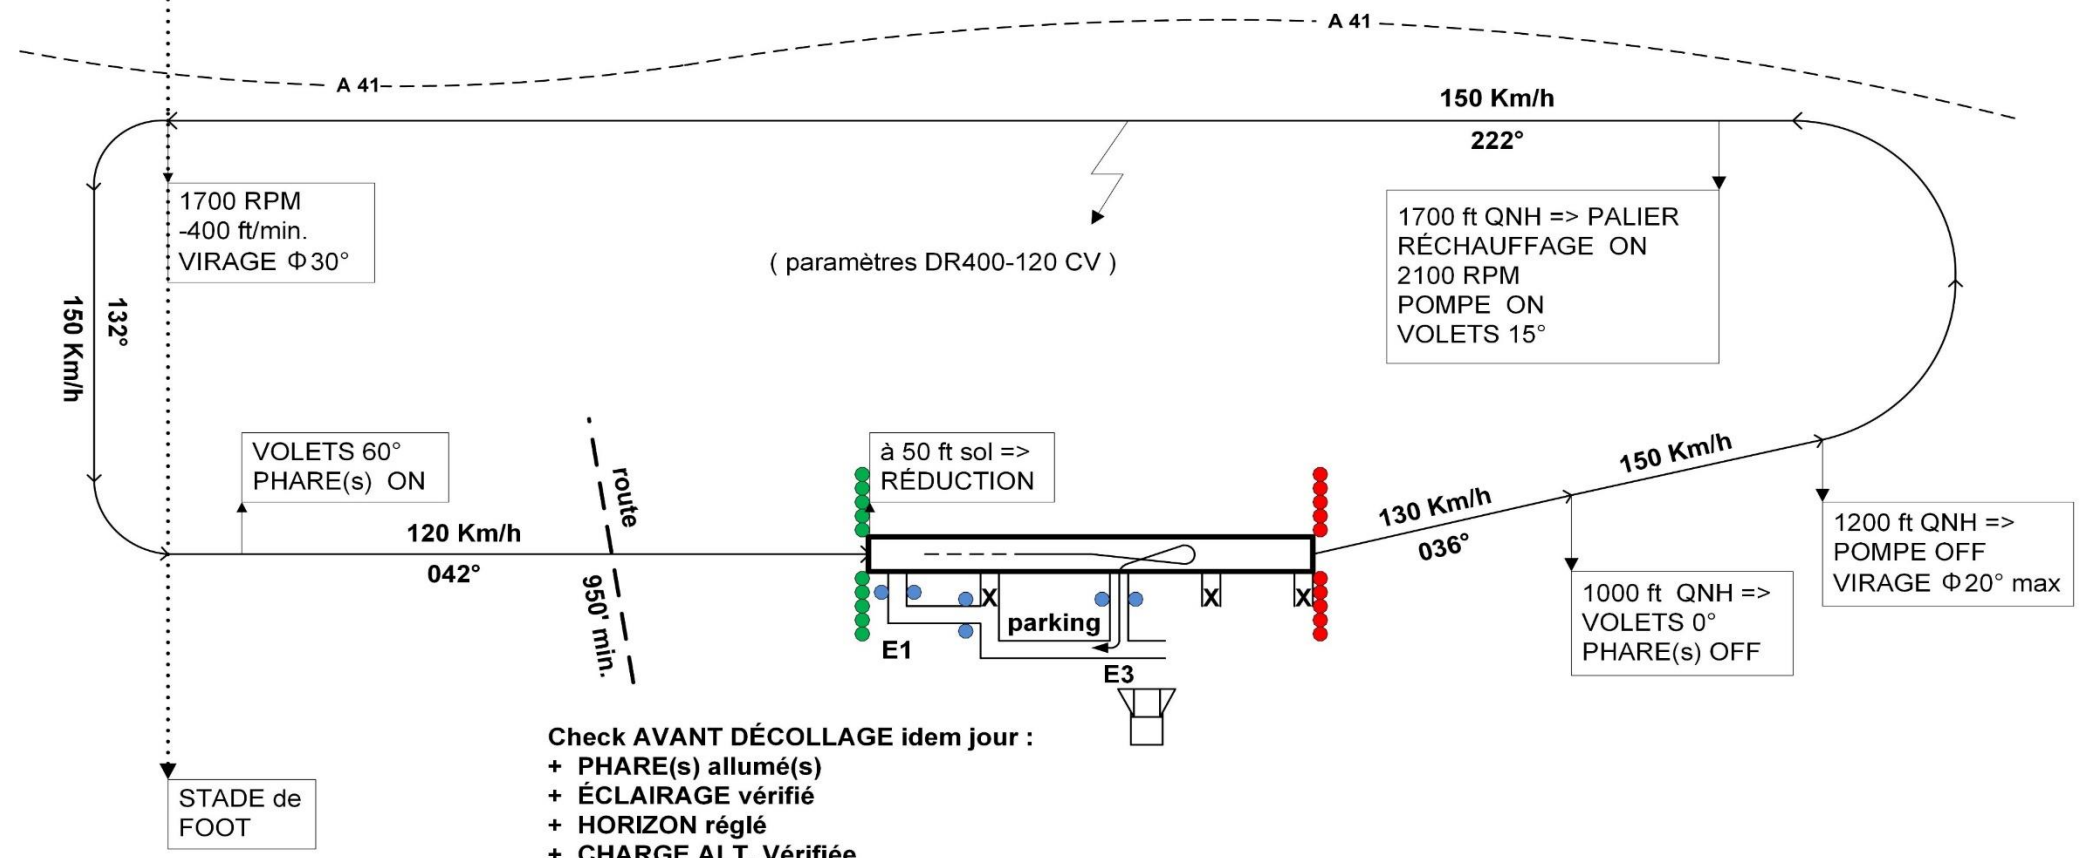 A 41
A 41
150 Km/h
222°
1700 RPM
-400 ft/min.
VIRAGE Φ30°
( paramètres DR400-120 CV )
1700 ft QNH => PALIER
RÉCHAUFFAGE ON
2100 RPM
POMPE ON
VOLETS 15°
150 Km/h
132°
VOLETS 60°
PHARE(s) ON
120 Km/h
042°
route
950' min.
à 50 ft sol =>
RÉDUCTION
130 Km/h
036°
150 Km/h
1200 ft QNH =>
POMPE OFF
VIRAGE Φ20° max
1000 ft QNH =>
VOLETS 0°
PHARE(s) OFF
X
X
X
parking
E1
E3
STADE de
FOOT
Check AVANT DÉCOLLAGE idem jour :
+ PHARE(s) allumé(s)
+ ÉCLAIRAGE vérifié
+ HORIZON réglé
+ CHARGE ALT. Vérifiée